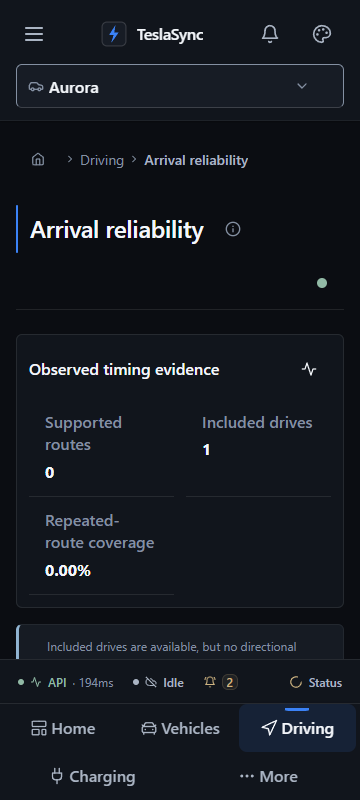 TeslaSync
Aurora
Driving
Arrival reliability
Arrival reliability
Observed timing evidence
Supported
routes
0
Included drives
1
Repeated-
route coverage
0.00%
Included drives are available, but no directional
API · 194ms
Idle
2
Status
Home
Vehicles
Driving
Charging
More